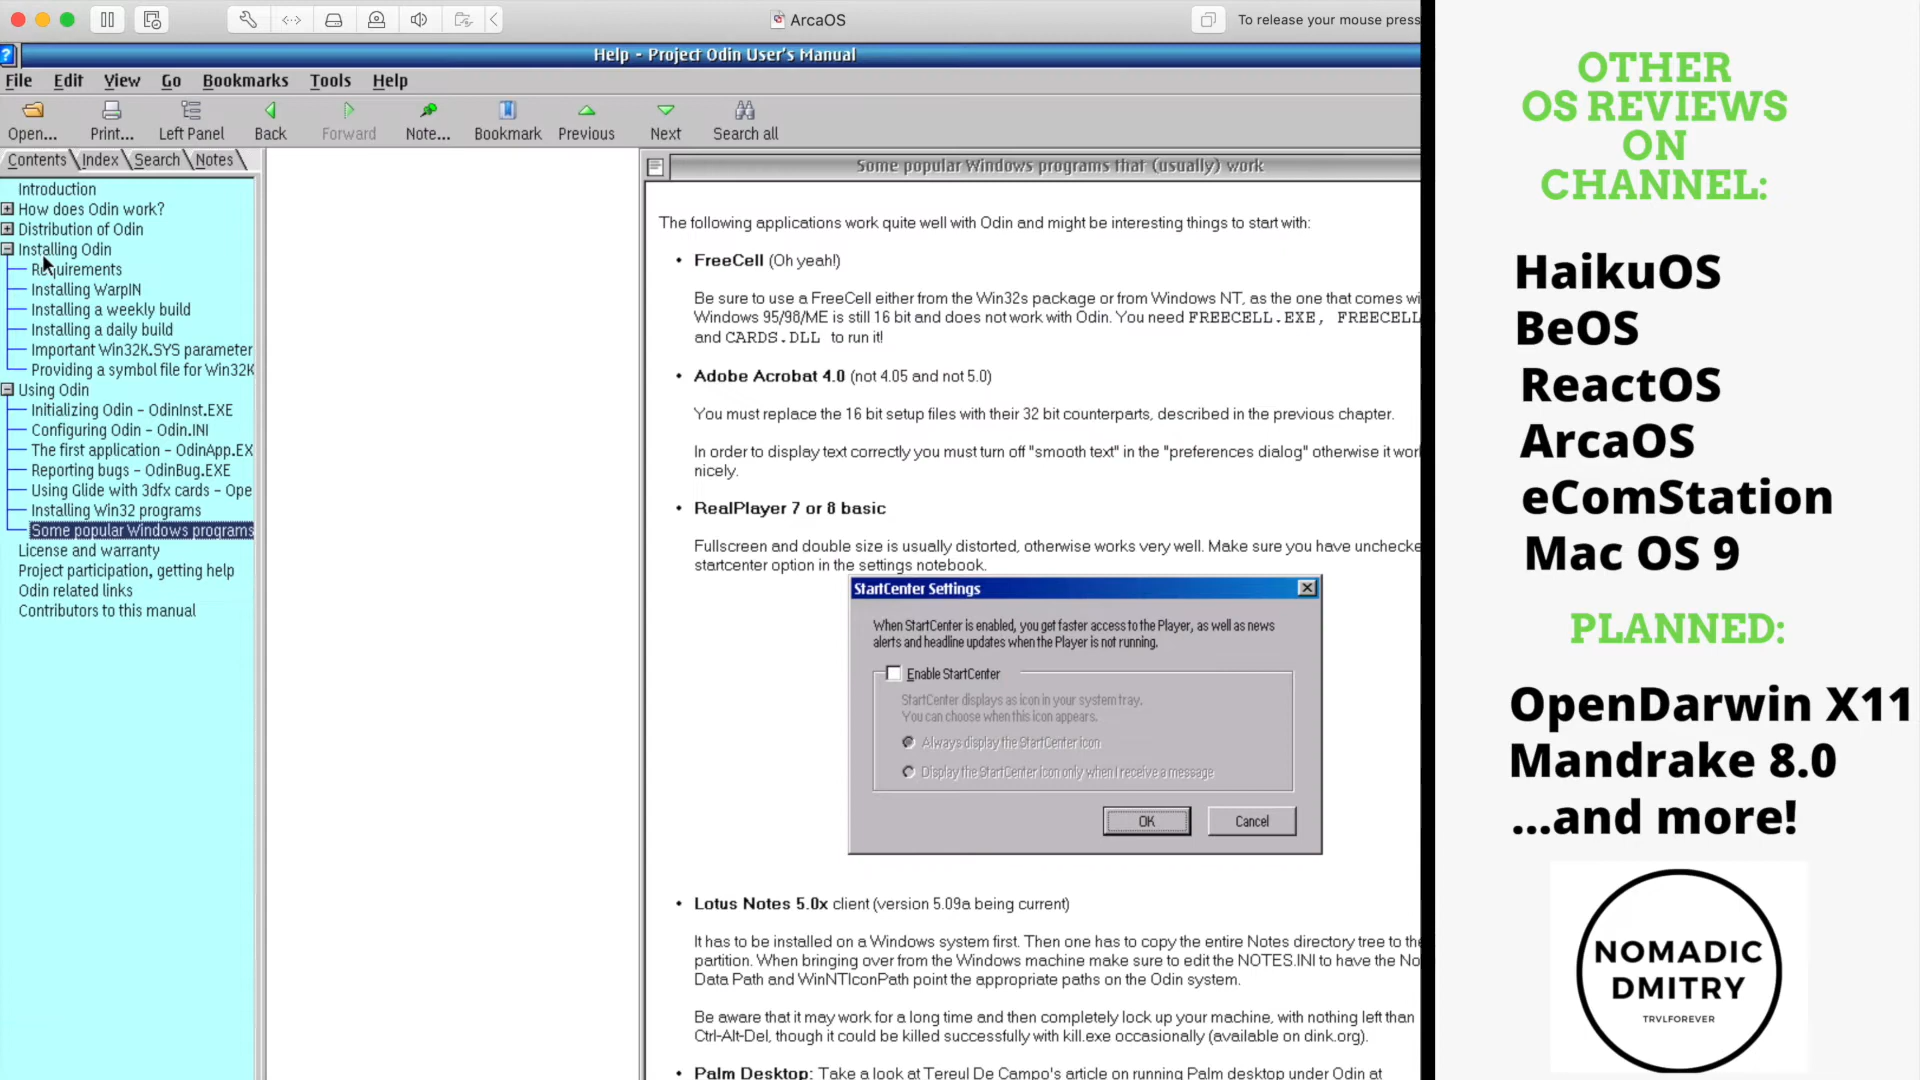 ArcaOS
To release your mouse press
Help - Project Odin User's Manual
File Edit View Go Bookmarks Tools Help
Open... Print... Left Panel Back Forward Note... Bookmark Previous Next Search all
Contents Index Search Notes
Introduction
How does Odin work?
Distribution of Odin
Installing Odin
Requirements
Installing WarpIN
Installing a weekly build
Installing a daily build
Important Win32K.SYS parameter
Providing a symbol file for Win32K
Using Odin
Initializing Odin - OdinInst.EXE
Configuring Odin - Odin.INI
The first application - OdinApp.EX
Reporting bugs - OdinBug.EXE
Using Glide with 3dfx cards - Ope
Installing Win32 programs
Some popular Windows programs
License and warranty
Project participation, getting help
Odin related links
Contributors to this manual
Some popular Windows programs that (usually) work
The following applications work quite well with Odin and might be interesting things to start with:
• FreeCell (Oh yeah!)
Be sure to use a FreeCell either from the Win32s package or from Windows NT, as the one that comes wi
Windows 95/98/ME is still 16 bit and does not work with Odin. You need FREECELL.EXE, FREECELL
and CARDS.DLL to run it!
• Adobe Acrobat 4.0 (not 4.05 and not 5.0)
You must replace the 16 bit setup files with their 32 bit counterparts, described in the previous chapter.
In order to display text correctly you must turn off "smooth text" in the "preferences dialog" otherwise it wor
nicely.
• RealPlayer 7 or 8 basic
Fullscreen and double size is usually distorted, otherwise works very well. Make sure you have unchecke
startcenter option in the settings notebook.
StartCenter Settings
When StartCenter is enabled, you get faster access to the Player, as well as news
alerts and headline updates when the Player is not running.
Enable StartCenter
StartCenter displays as icon in your system tray.
You can choose when this icon appears.
Always display the StartCenter icon
Display the StartCenter icon only when I receive a message
OK Cancel
• Lotus Notes 5.0x client (version 5.09a being current)
It has to be installed on a Windows system first. Then one has to copy the entire Notes directory tree to the
partition. When bringing over from the Windows machine make sure to edit the NOTES.INI to have the No
Data Path and WinNTIconPath point the appropriate paths on the Odin system.
Be aware that it may work for a long time and then completely lock up your machine, with nothing left than
Ctrl-Alt-Del, though it could be killed successfully with kill.exe occasionally (available on dink.org).
• Palm Desktop: Take a look at Tereul De Campo's article on running Palm desktop under Odin at
OTHER
OS REVIEWS
ON
CHANNEL:
HaikuOS
BeOS
ReactOS
ArcaOS
eComStation
Mac OS 9
PLANNED:
OpenDarwin X11
Mandrake 8.0
...and more!
NOMADIC
DMITRY
TRVLFOREVER